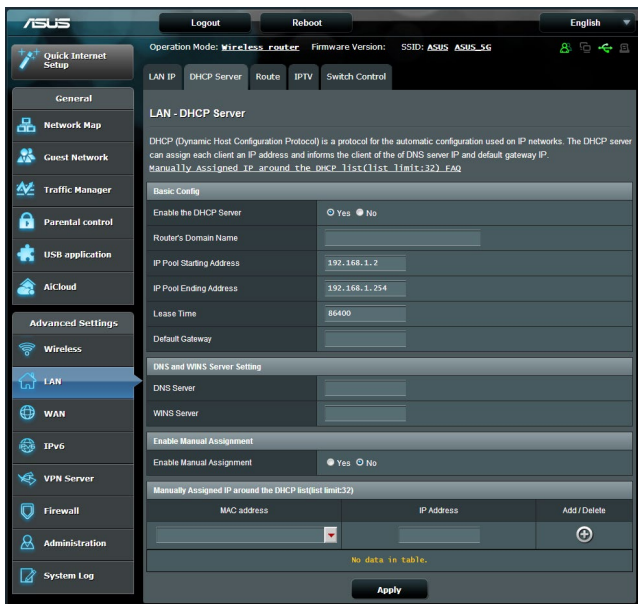 ASUS
Logout
Reboot
English
Quick Internet
Setup
Operation Mode: Wireless router Firmware Version: SSID: ASUS ASUS_5G
LAN IP
DHCP Server
Route
IPTV
Switch Control
General
Network Map
Guest Network
Traffic Manager
Parental control
USB application
AiCloud
Advanced Settings
Wireless
LAN
WAN
IPv6
VPN Server
Firewall
Administration
System Log
LAN - DHCP Server
DHCP (Dynamic Host Configuration Protocol) is a protocol for the automatic configuration used on IP networks. The DHCP server
can assign each client an IP address and informs the client of the of DNS server IP and default gateway IP.
Manually Assigned IP around the DHCP list(list limit:32) FAQ
Basic Config
Enable the DHCP Server Yes No
Router's Domain Name
IP Pool Starting Address 192.168.1.2
IP Pool Ending Address 192.168.1.254
Lease Time 86400
Default Gateway
DNS and WINS Server Setting
DNS Server
WINS Server
Enable Manual Assignment
Enable Manual Assignment Yes No
Manually Assigned IP around the DHCP list(list limit:32)
MAC address IP Address Add / Delete
No data in table.
Apply